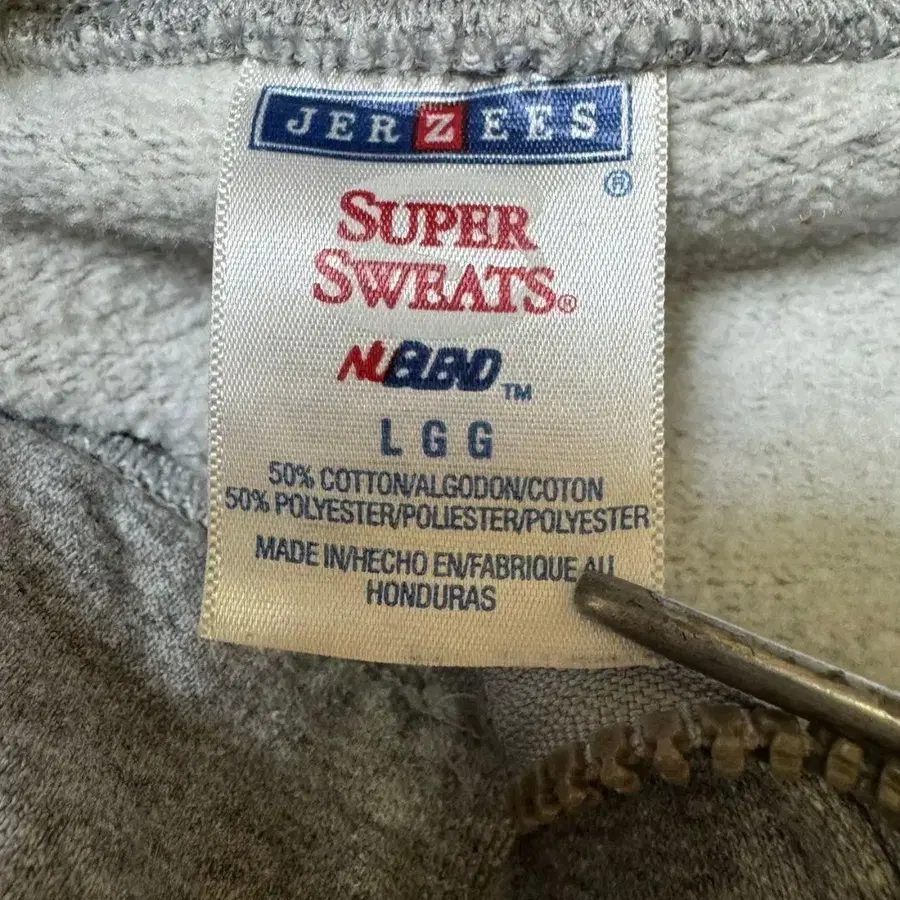 JERZEES
®
SUPER
SWEATS®
NUBLEND ™
L G G
50% COTTON/ALGODON/COTON
50% POLYESTER/POLIESTER/POLYESTER
MADE IN/HECHO EN/FABRIQUE AU
HONDURAS